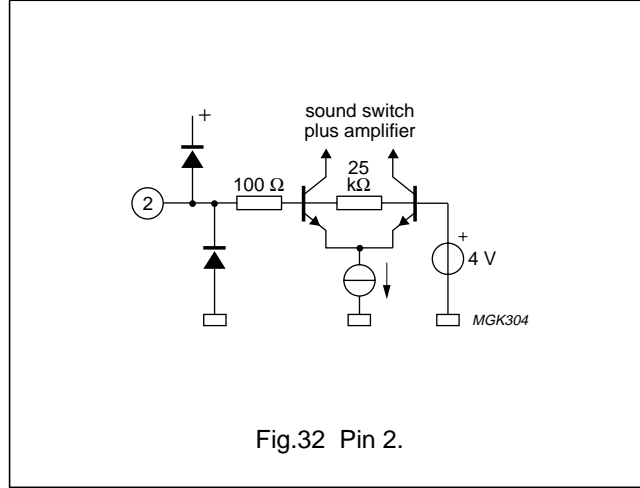 +
sound switch
plus amplifier
2
100 Ω
25
kΩ
+
4 V
MGK304
Fig.32 Pin 2.